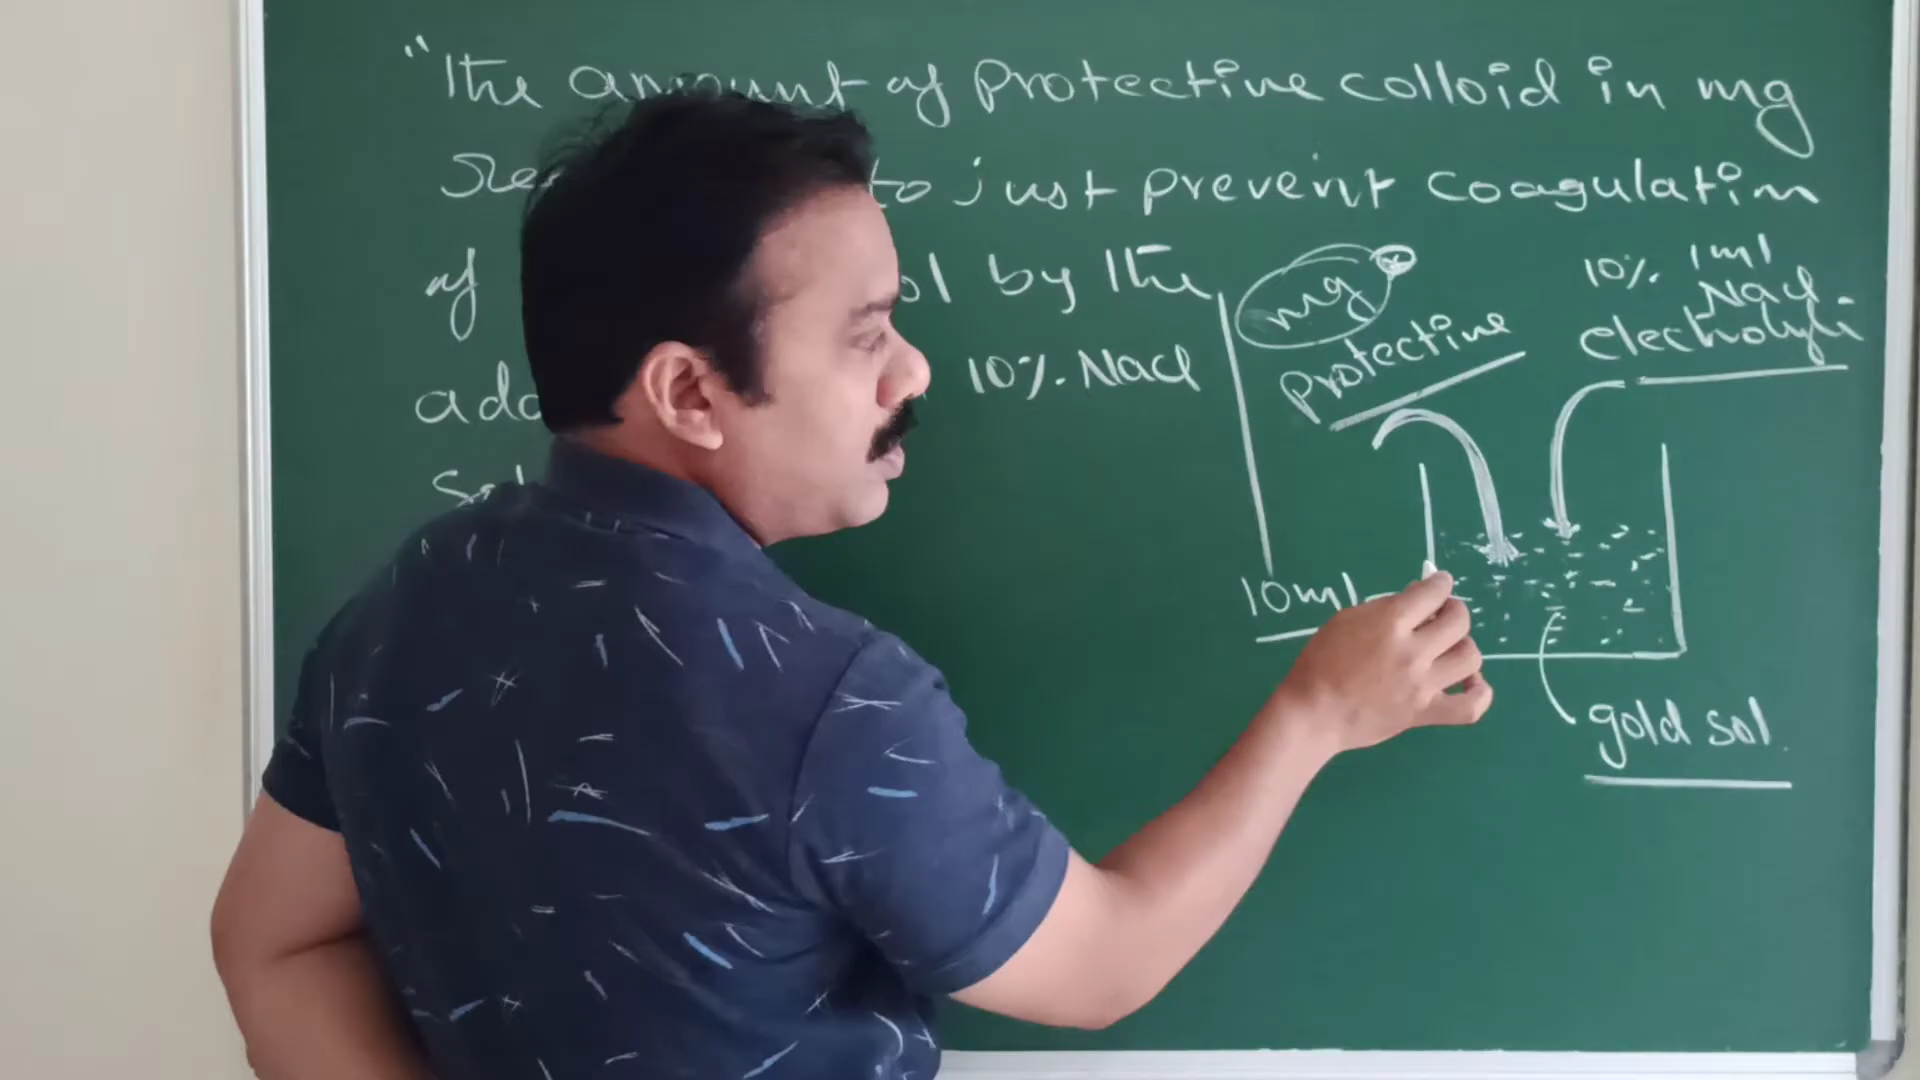 "The amount of protective colloid in mg
to just prevent coagulation
of by the
10%. Nacl
mg
protective
10%. 1ml
Nacl
electrolyte
10ml
gold sol.